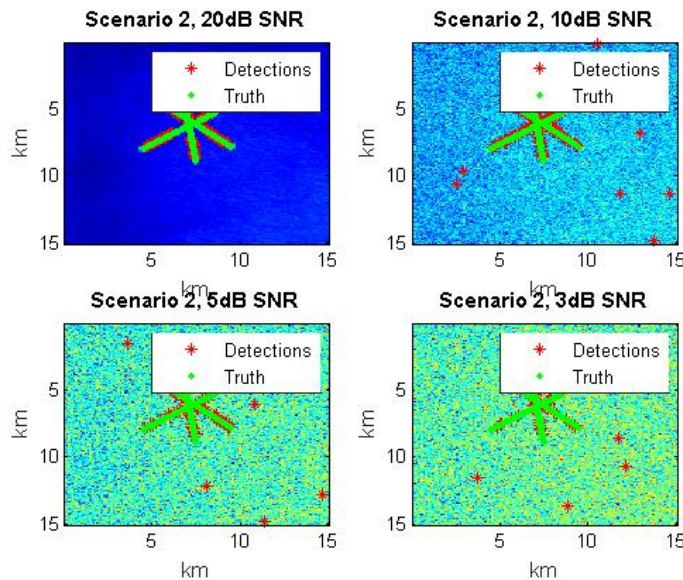 Scenario 2, 20dB SNR
Detections
Truth
5
10
15
km
5
10
15
km
Scenario 2, 10dB SNR
Detections
Truth
5
10
15
km
5
10
15
km
Scenario 2, 5dB SNR
Detections
Truth
5
10
15
km
5
10
15
km
Scenario 2, 3dB SNR
Detections
Truth
5
10
15
km
5
10
15
km